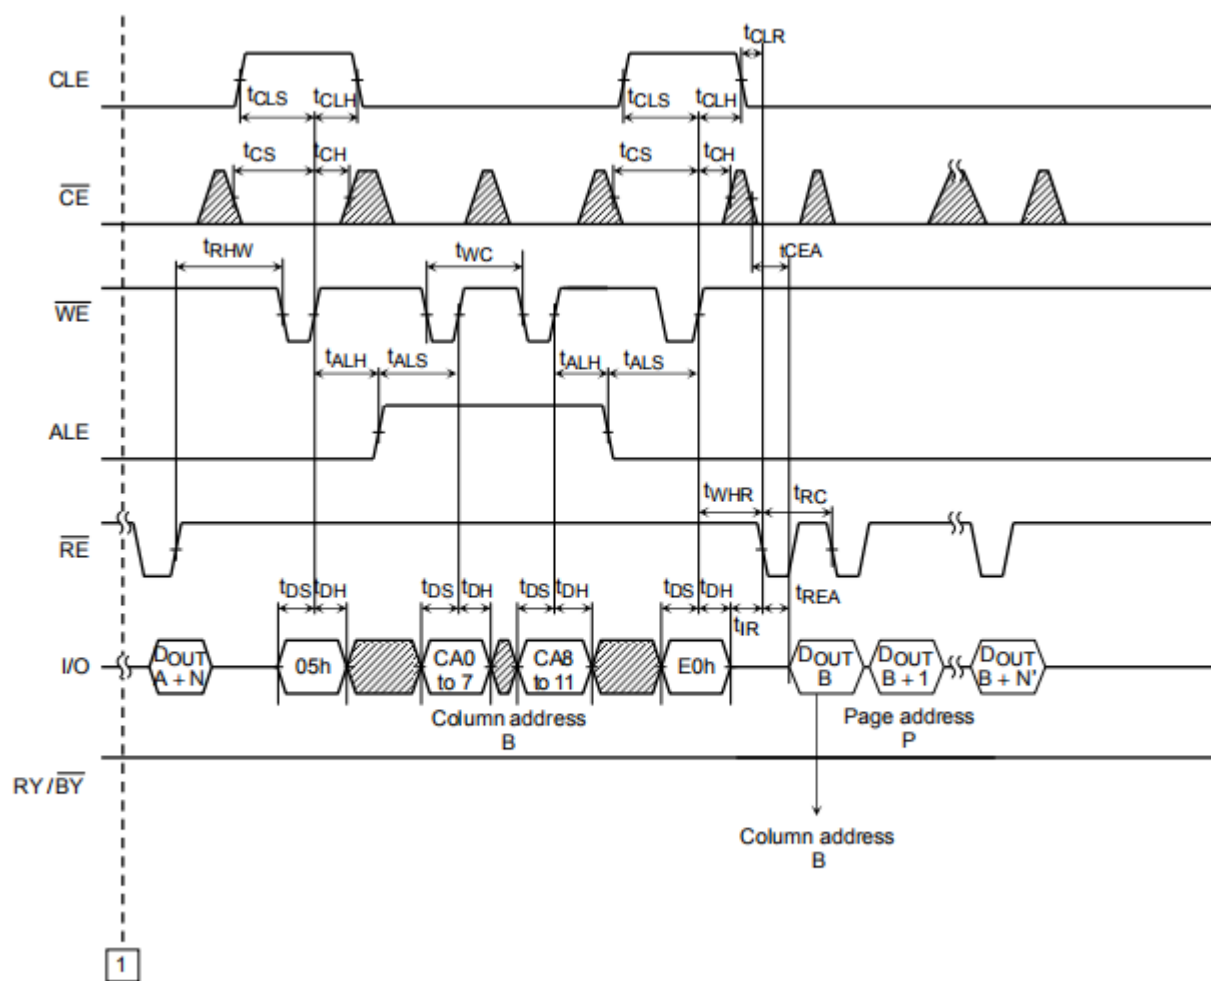 tCLR
CLE
tCLS tCLH tCLS tCLH
tCS tCH tCS tCH
CE
tRHW tWC tCEA
WE
tALH tALS tALH tALS
ALE
tWHR tRC
RE
tDS tDH tDS tDH tDS tDH tDS tDH tREA
tIR
I/O
DOUT
A + N
05h
CA0
to 7
CA8
to 11
E0h
DOUT
B
DOUT
B + 1
DOUT
B + N'
Column address
B
Page address
P
RY/BY
Column address
B
1